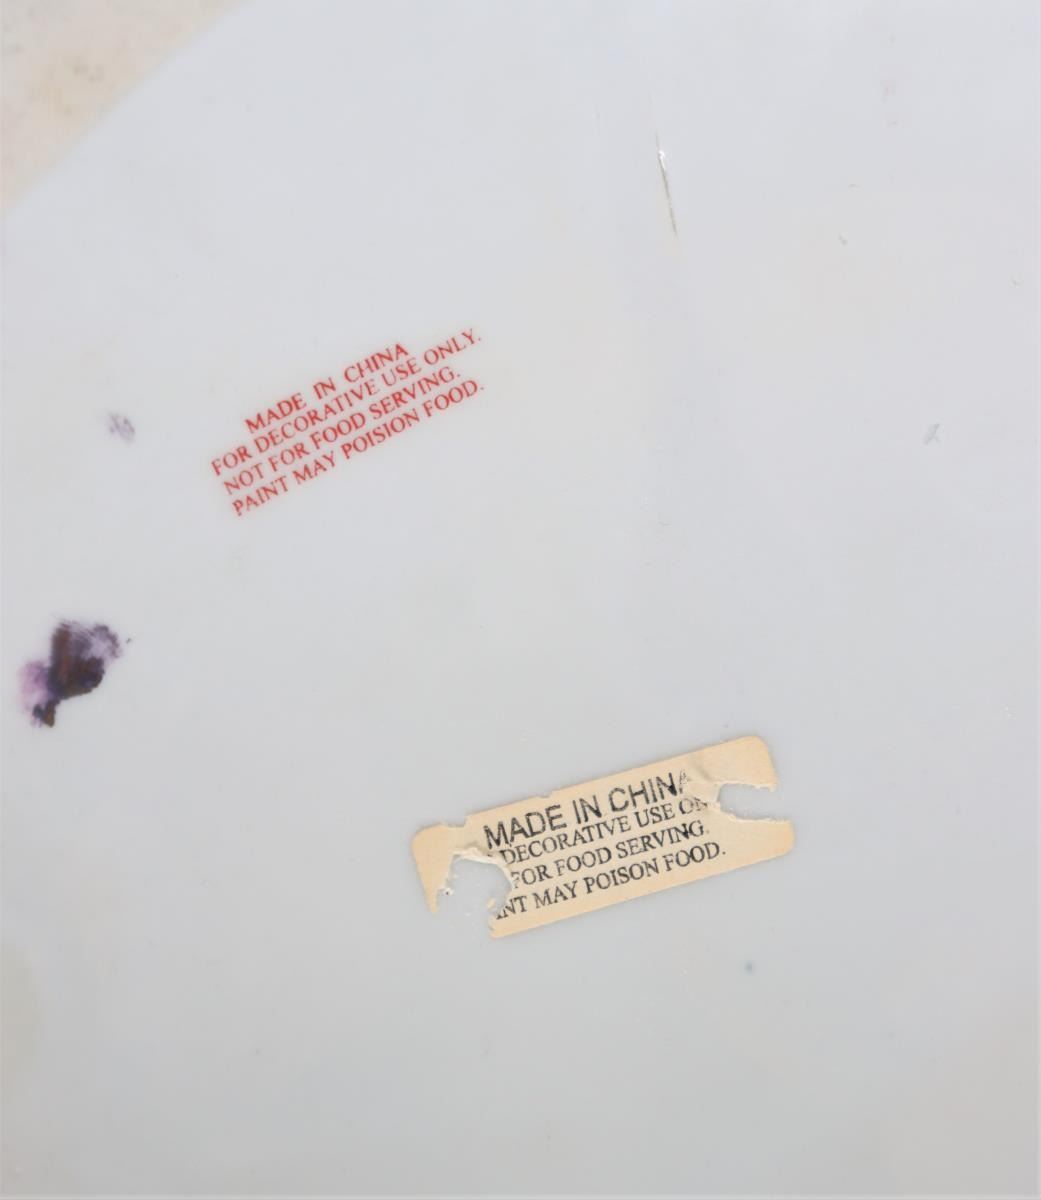 MADE IN CHINA
FOR DECORATIVE USE ONLY.
NOT FOR FOOD SERVING.
PAINT MAY POISION FOOD.
MADE IN CHINA
DECORATIVE USE
FOR FOOD SERVING.
MAY POISON FOOD.